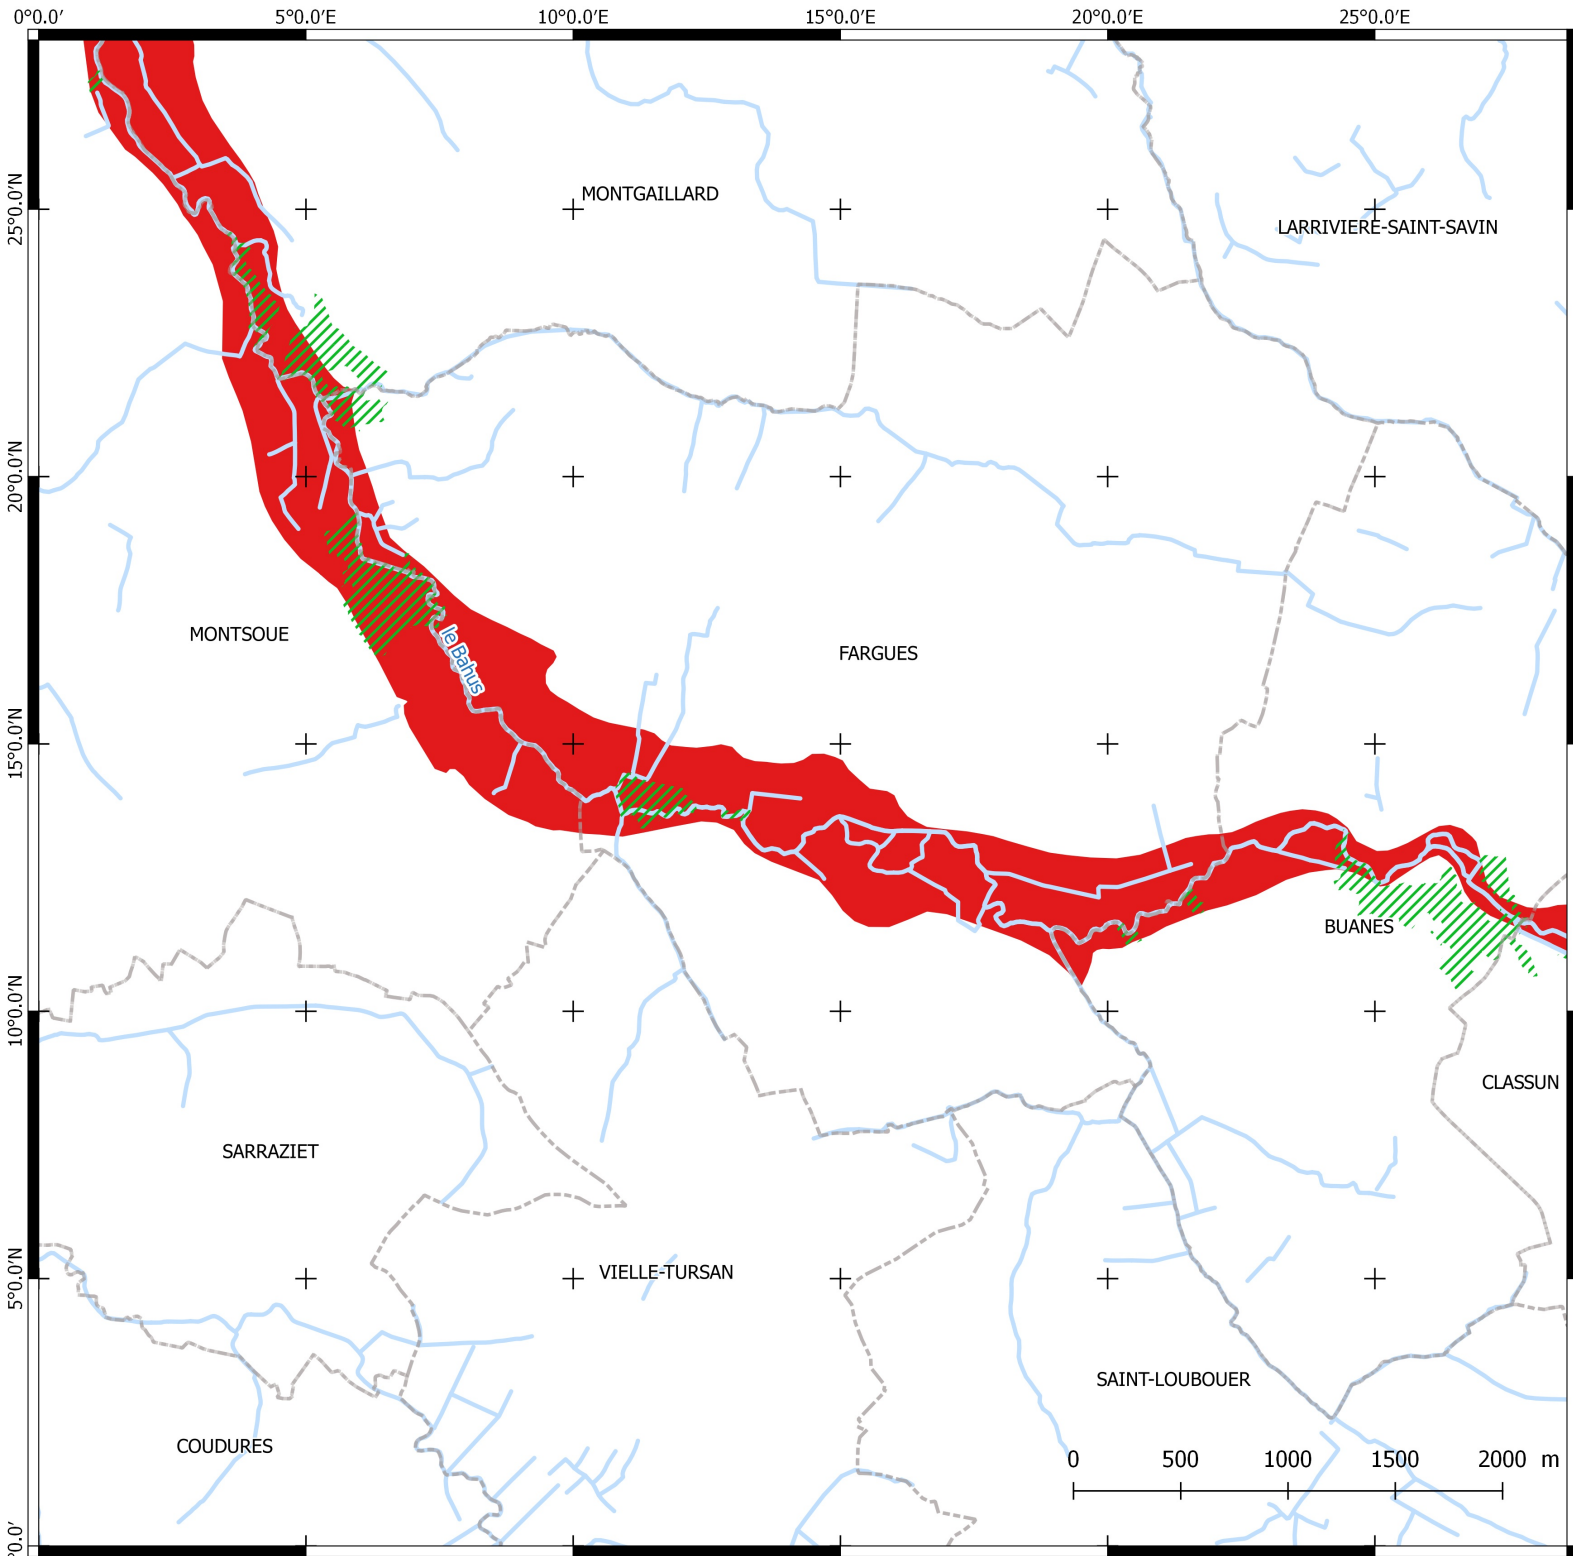 0°0.0′ 5°0.0′E 10°0.0′E 15°0.0′E 20°0.0′E 25°0.0′E
25°0.0′N
MONTGAILLARD
LARRIVIERE-SAINT-SAVIN
20°0.0′N
MONTSOUE
le Bahus
FARGUES
15°0.0′N
BUANES
10°0.0′N
CLASSUN
SARRAZIET
VIELLE-TURSAN
5°0.0′N
SAINT-LOUBOUER
COUDURES
0 500 1000 1500 2000 m
0°0.0′